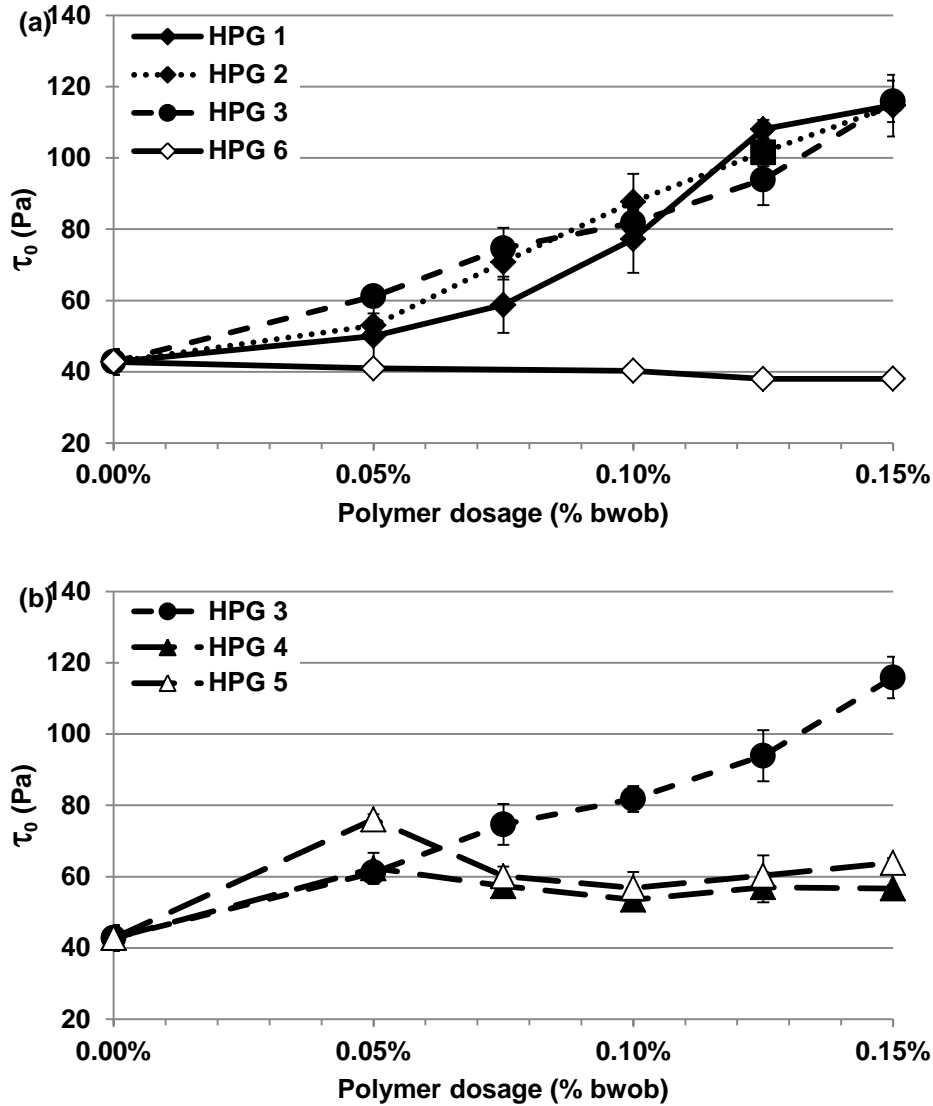 (a)
140
120
100
80
60
40
20
τ0 (Pa)
HPG 1
HPG 2
HPG 3
HPG 6
0.00% 0.05% 0.10% 0.15%
Polymer dosage (% bwob)
(b)
140
120
100
80
60
40
20
τ0 (Pa)
HPG 3
HPG 4
HPG 5
0.00% 0.05% 0.10% 0.15%
Polymer dosage (% bwob)